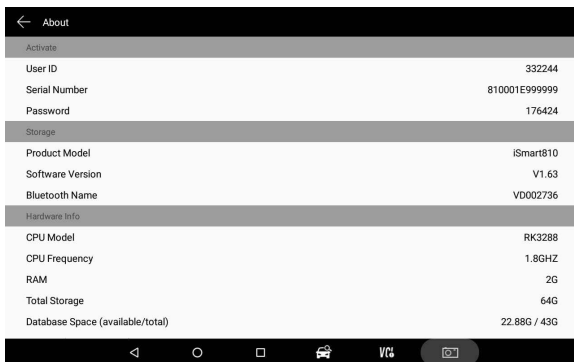 About
Activate
User ID 332244
Serial Number 810001E999999
Password 176424
Storage
Product Model iSmart810
Software Version V1.63
Bluetooth Name VD002736
Hardware Info
CPU Model RK3288
CPU Frequency 1.8GHZ
RAM 2G
Total Storage 64G
Database Space (available/total) 22.88G / 43G
VCI